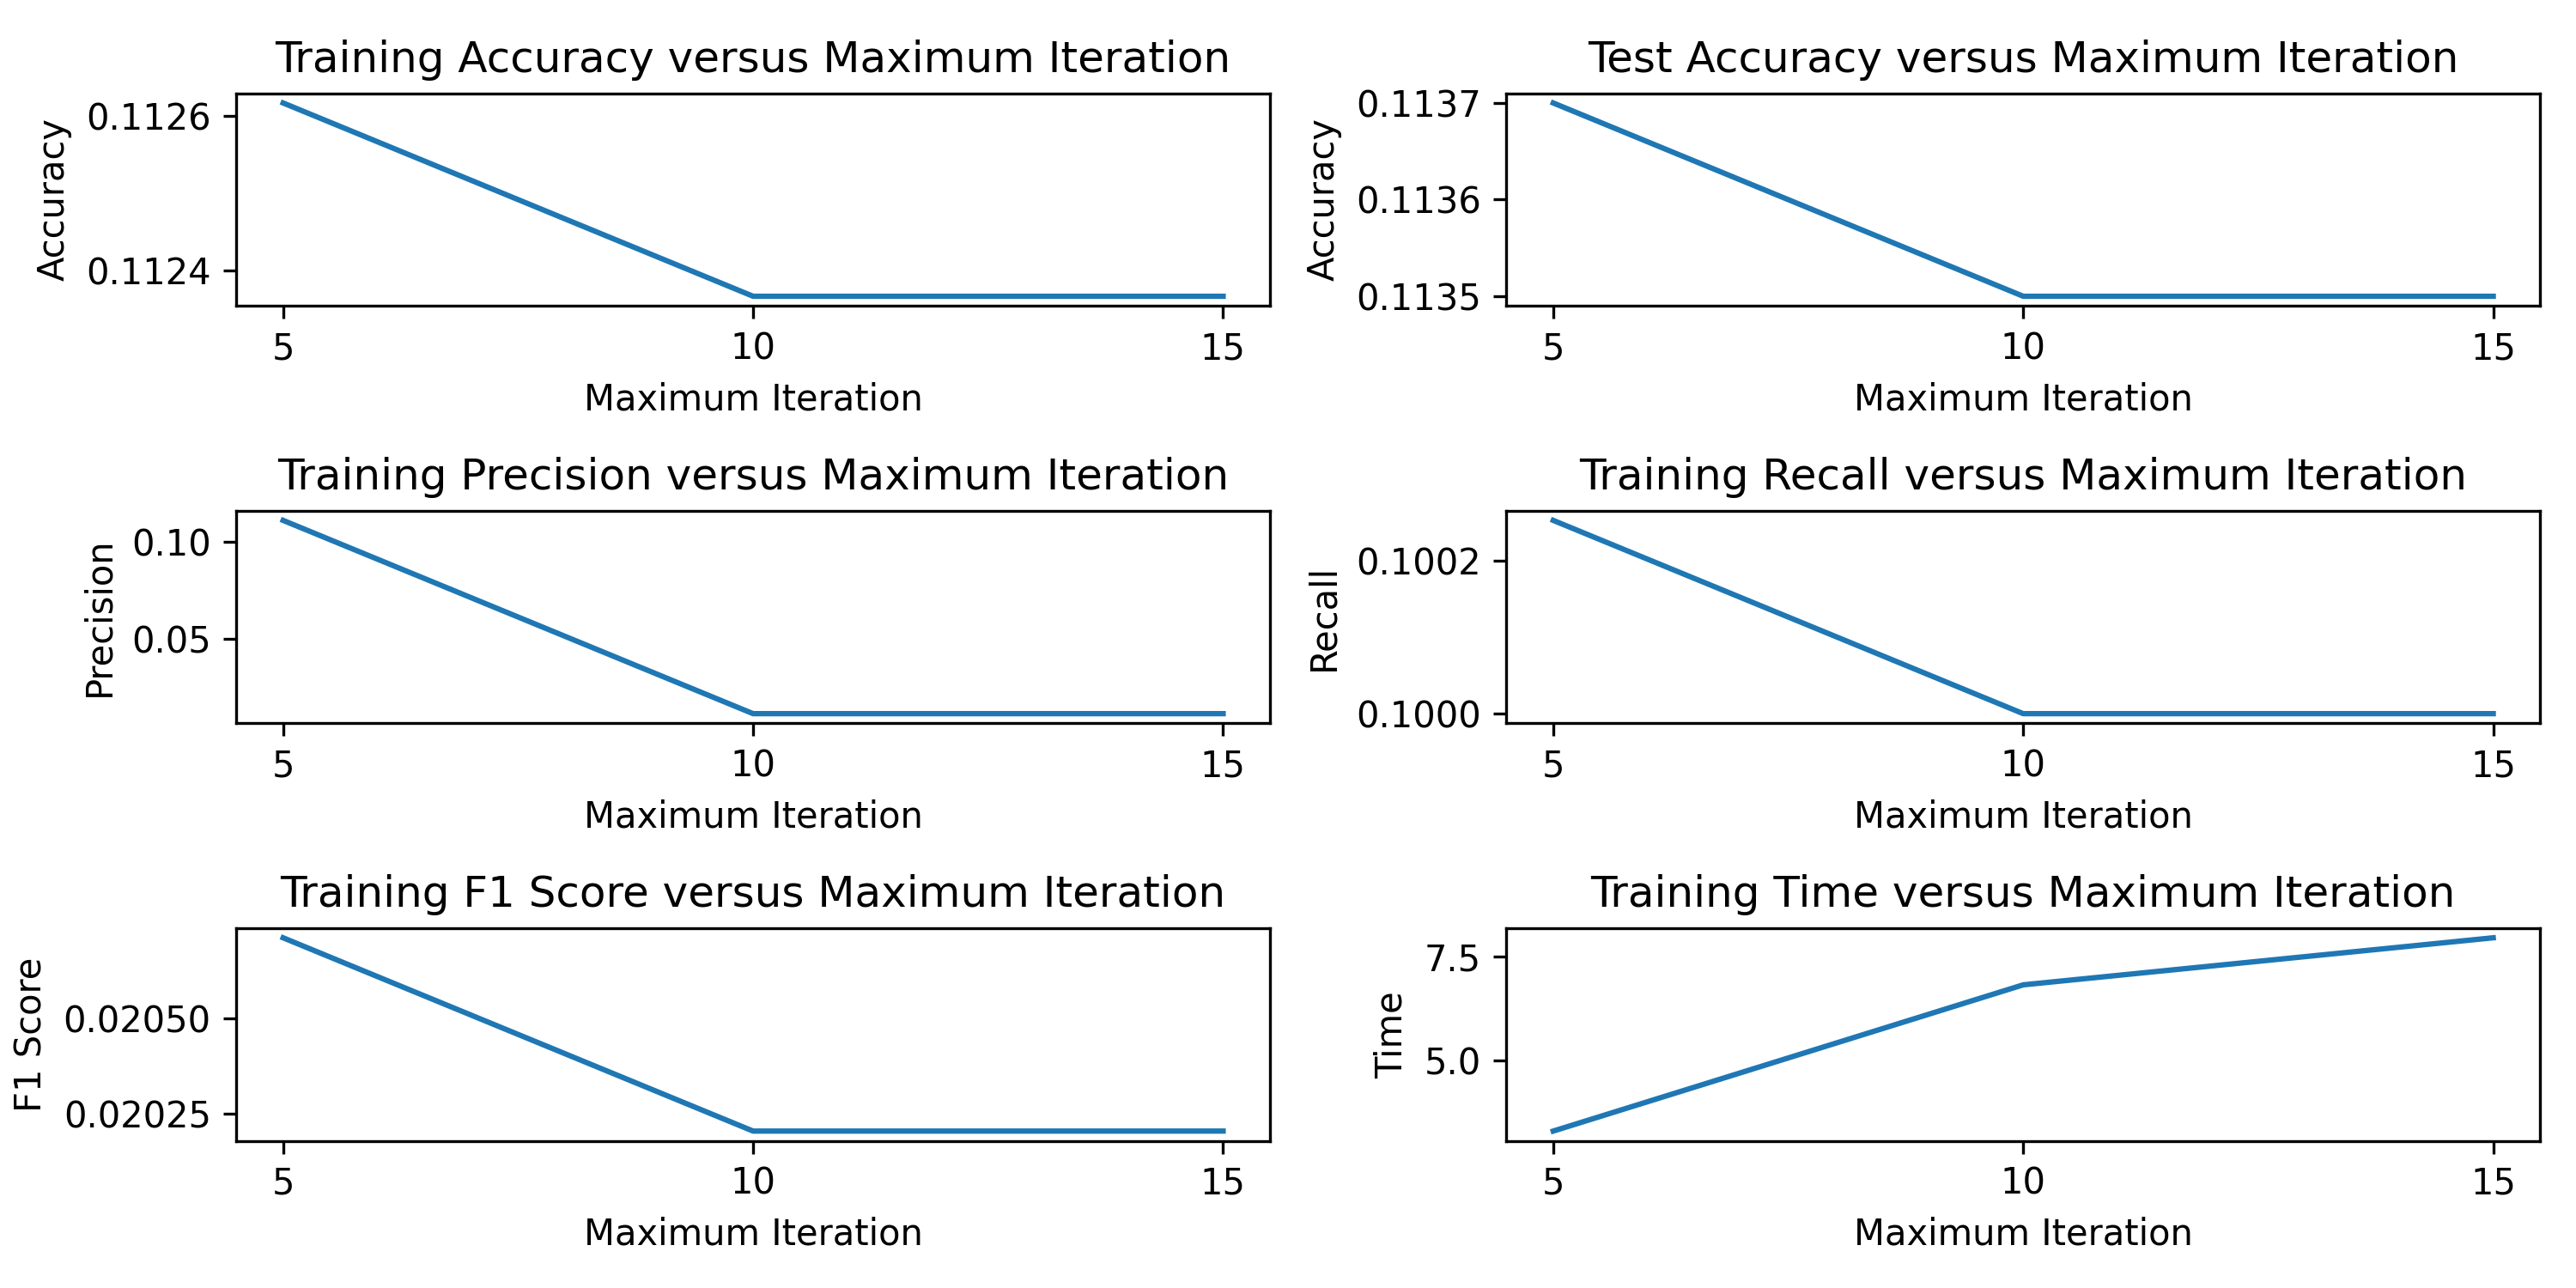 Training Accuracy versus Maximum Iteration
Accuracy
0.1126
0.1124
5 10 15
Maximum Iteration
Test Accuracy versus Maximum Iteration
Accuracy
0.1137
0.1136
0.1135
5 10 15
Maximum Iteration
Training Precision versus Maximum Iteration
Precision
0.10
0.05
5 10 15
Maximum Iteration
Training Recall versus Maximum Iteration
Recall
0.1002
0.1000
5 10 15
Maximum Iteration
Training F1 Score versus Maximum Iteration
F1 Score
0.02050
0.02025
5 10 15
Maximum Iteration
Training Time versus Maximum Iteration
Time
7.5
5.0
5 10 15
Maximum Iteration